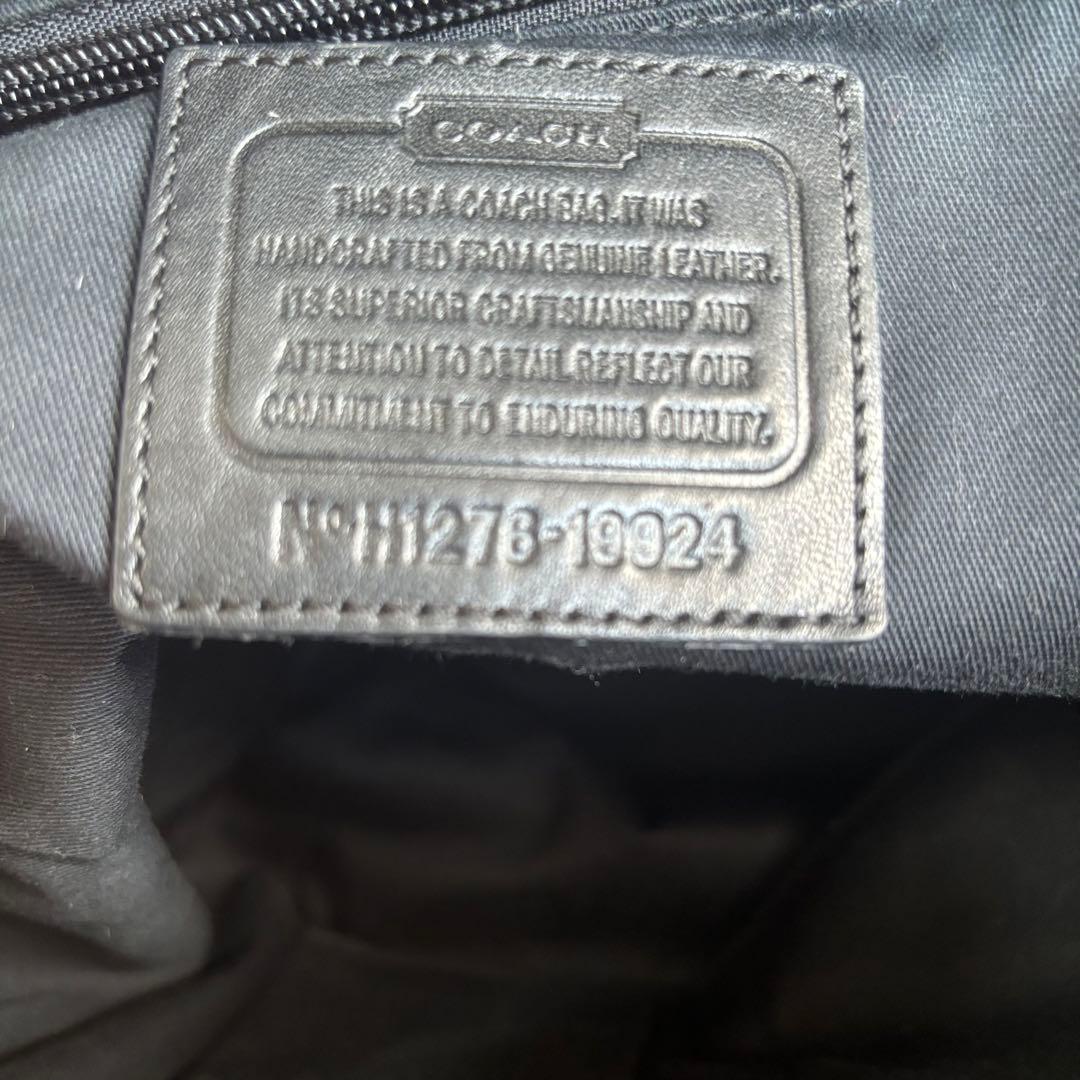 COACH
THIS IS A COACH BAG. IT WAS
HANDCRAFTED FROM GENUINE LEATHER.
ITS SUPERIOR CRAFTSMANSHIP AND
ATTENTION TO DETAIL REFLECT OUR
COMMITMENT TO ENDURING QUALITY.
Nº H1276-19924